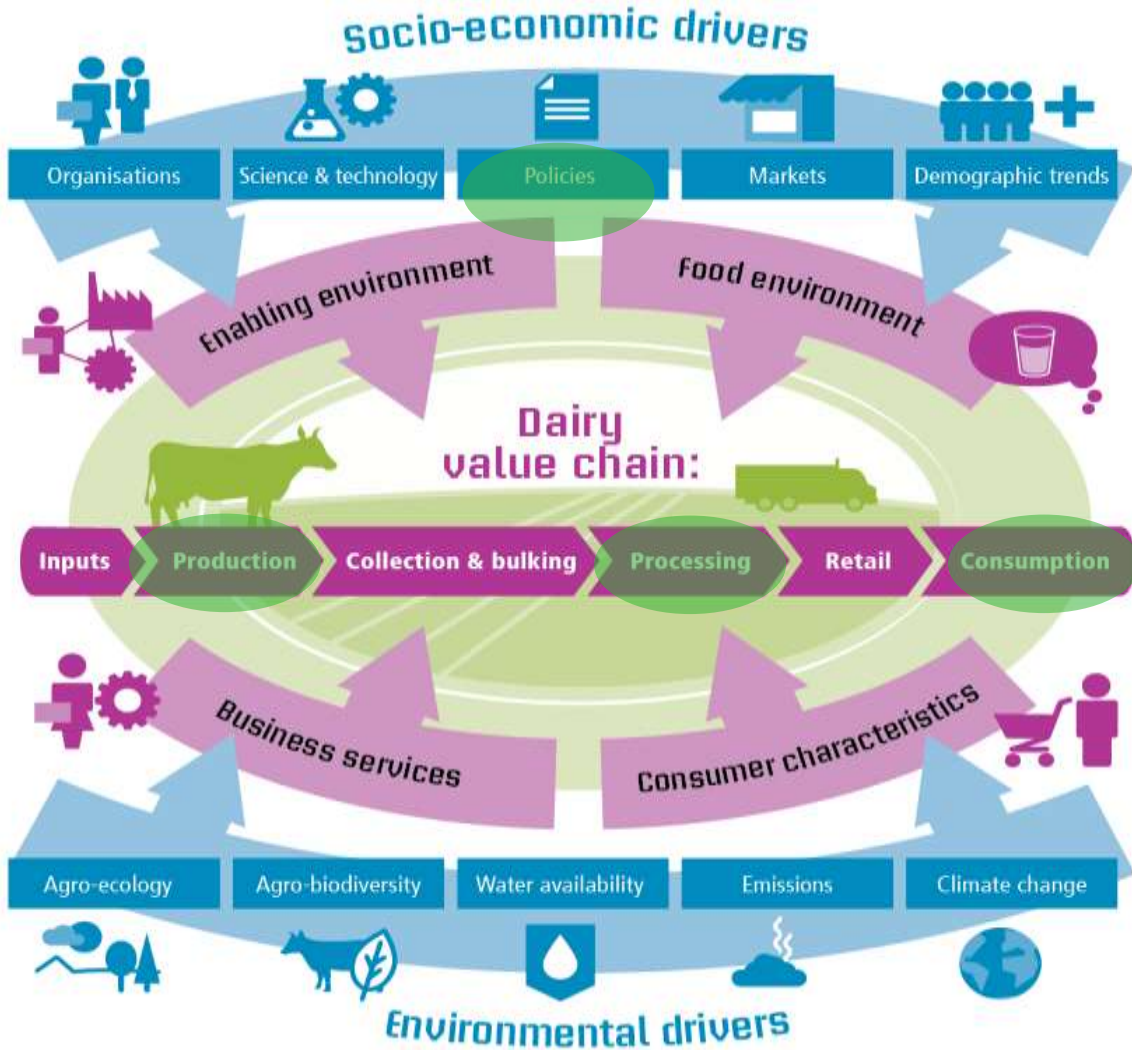 Socio-economic drivers
Organisations
Science & technology
Policies
Markets
Demographic trends
Enabling environment
Food environment
Dairy
value chain:
Inputs
Production
Collection & bulking
Processing
Retail
Consumption
Business services
Consumer characteristics
Agro-ecology
Agro-biodiversity
Water availability
Emissions
Climate change
Environmental drivers